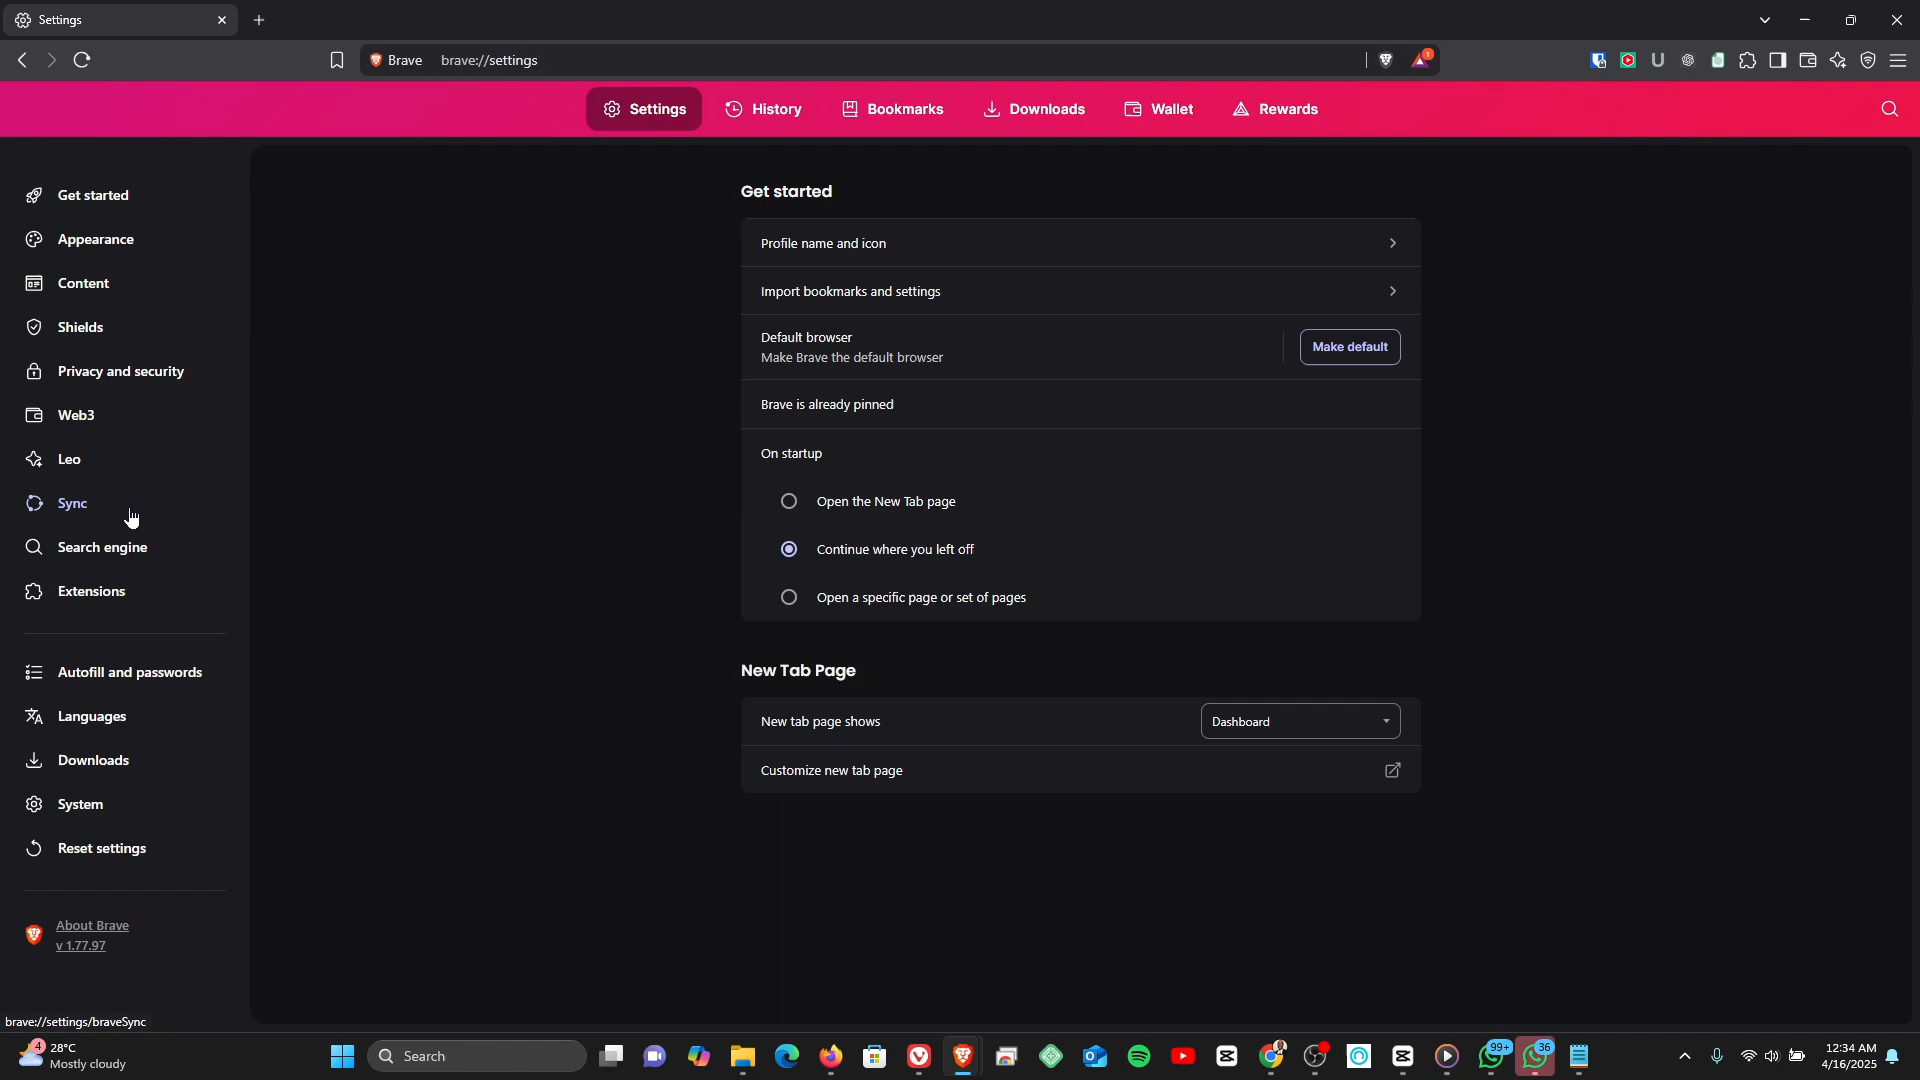 Settings
Brave
brave://settings
1
Settings
History
Bookmarks
Downloads
Wallet
Rewards
Get started
Appearance
Content
Shields
Privacy and security
Web3
Leo
Sync
Search engine
Extensions
Autofill and passwords
Languages
Downloads
System
Reset settings
About Brave
v 1.77.97
Get started
Profile name and icon
Import bookmarks and settings
Default browser
Make Brave the default browser
Make default
Brave is already pinned
On startup
Open the New Tab page
Continue where you left off
Open a specific page or set of pages
New Tab Page
New tab page shows
Dashboard
Customize new tab page
brave://settings/braveSync
4
28°C
Mostly cloudy
Search
99+
36
12:34 AM
4/16/2025